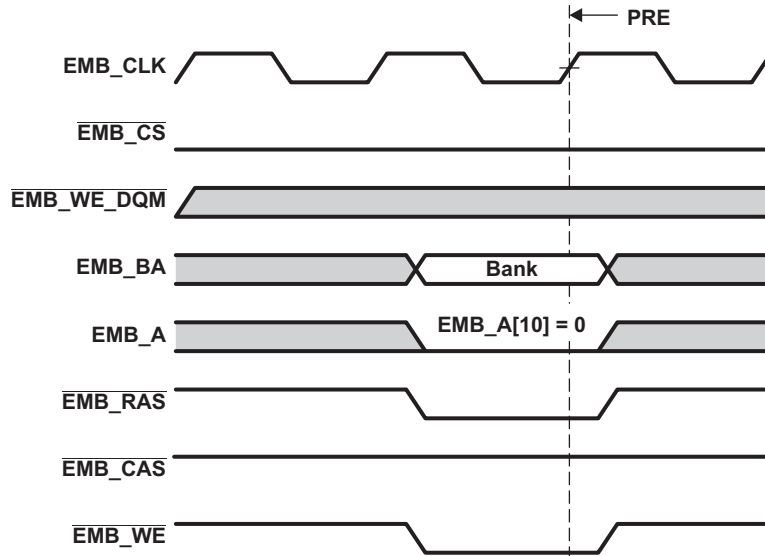 PRE
EMB_CLK
EMB_CS
EMB_WE_DQM
EMB_BA
Bank
EMB_A
EMB_A[10] = 0
EMB_RAS
EMB_CAS
EMB_WE